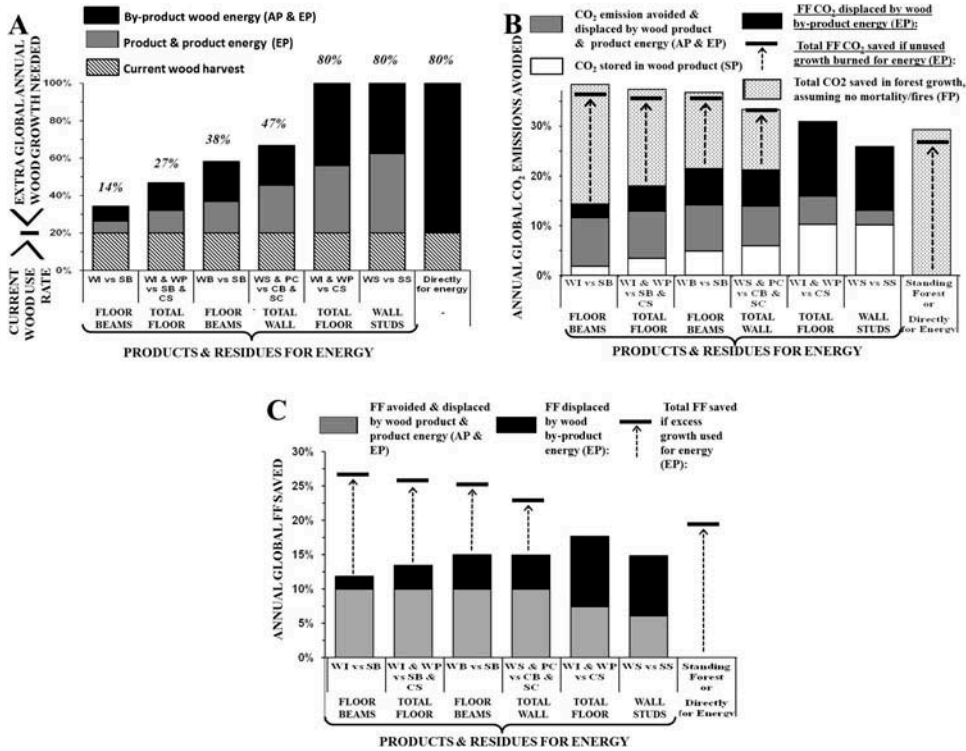 A
By-product wood energy (AP & EP)
Product & product energy (EP)
Current wood harvest
EXTRA GLOBAL ANNUAL
WOOD GROWTH NEEDED
CURRENT
WOOD USE
RATE
100%
80%
60%
40%
20%
0%
14%
27%
38%
47%
80%
80%
80%
WI vs SB
WI & WP
vs SB &
CS
WB vs SB
WS & PC
vs CB &
SC
WI & WP
vs CS
WS vs SS
Directly
for energy
FLOOR
BEAMS
TOTAL
FLOOR
FLOOR
BEAMS
TOTAL
WALL
TOTAL
FLOOR
WALL
STUDS
-
PRODUCTS & RESIDUES FOR ENERGY
B
CO2 emission avoided &
displaced by wood product
& product energy (AP & EP)
CO2 stored in wood product (SP)
FF CO2 displaced by wood
by-product energy (EP):
Total FF CO2 saved if unused
growth burned for energy (EP):
Total CO2 saved in forest growth,
assuming no mortality/fires (FP)
ANNUAL GLOBAL CO2 EMISSIONS AVOIDED
30%
20%
10%
0%
WI vs SB
WI & WP
vs SB &
CS
WB vs SB
WS & PC
vs CB &
SC
WI & WP
vs CS
WS vs SS
Standing
Forest
or
Directly
for Energy
FLOOR
BEAMS
TOTAL
FLOOR
FLOOR
BEAMS
TOTAL
WALL
TOTAL
FLOOR
WALL
STUDS
PRODUCTS & RESIDUES FOR ENERGY
C
FF avoided & displaced
by wood product &
product energy (AP &
EP)
FF displaced
by wood
by-product
energy (EP):
Total FF saved
if excess
growth used
for energy
(EP):
ANNUAL GLOBAL FF SAVED
30%
25%
20%
15%
10%
5%
0%
WI vs SB
WI & WP
vs SB &
CS
WB vs SB
WS & PC
vs CB &
SC
WI & WP
vs CS
WS vs SS
Standing
Forest
or
Directly
for Energy
FLOOR
BEAMS
TOTAL
FLOOR
FLOOR
BEAMS
TOTAL
WALL
TOTAL
FLOOR
WALL
STUDS
PRODUCTS & RESIDUES FOR ENERGY